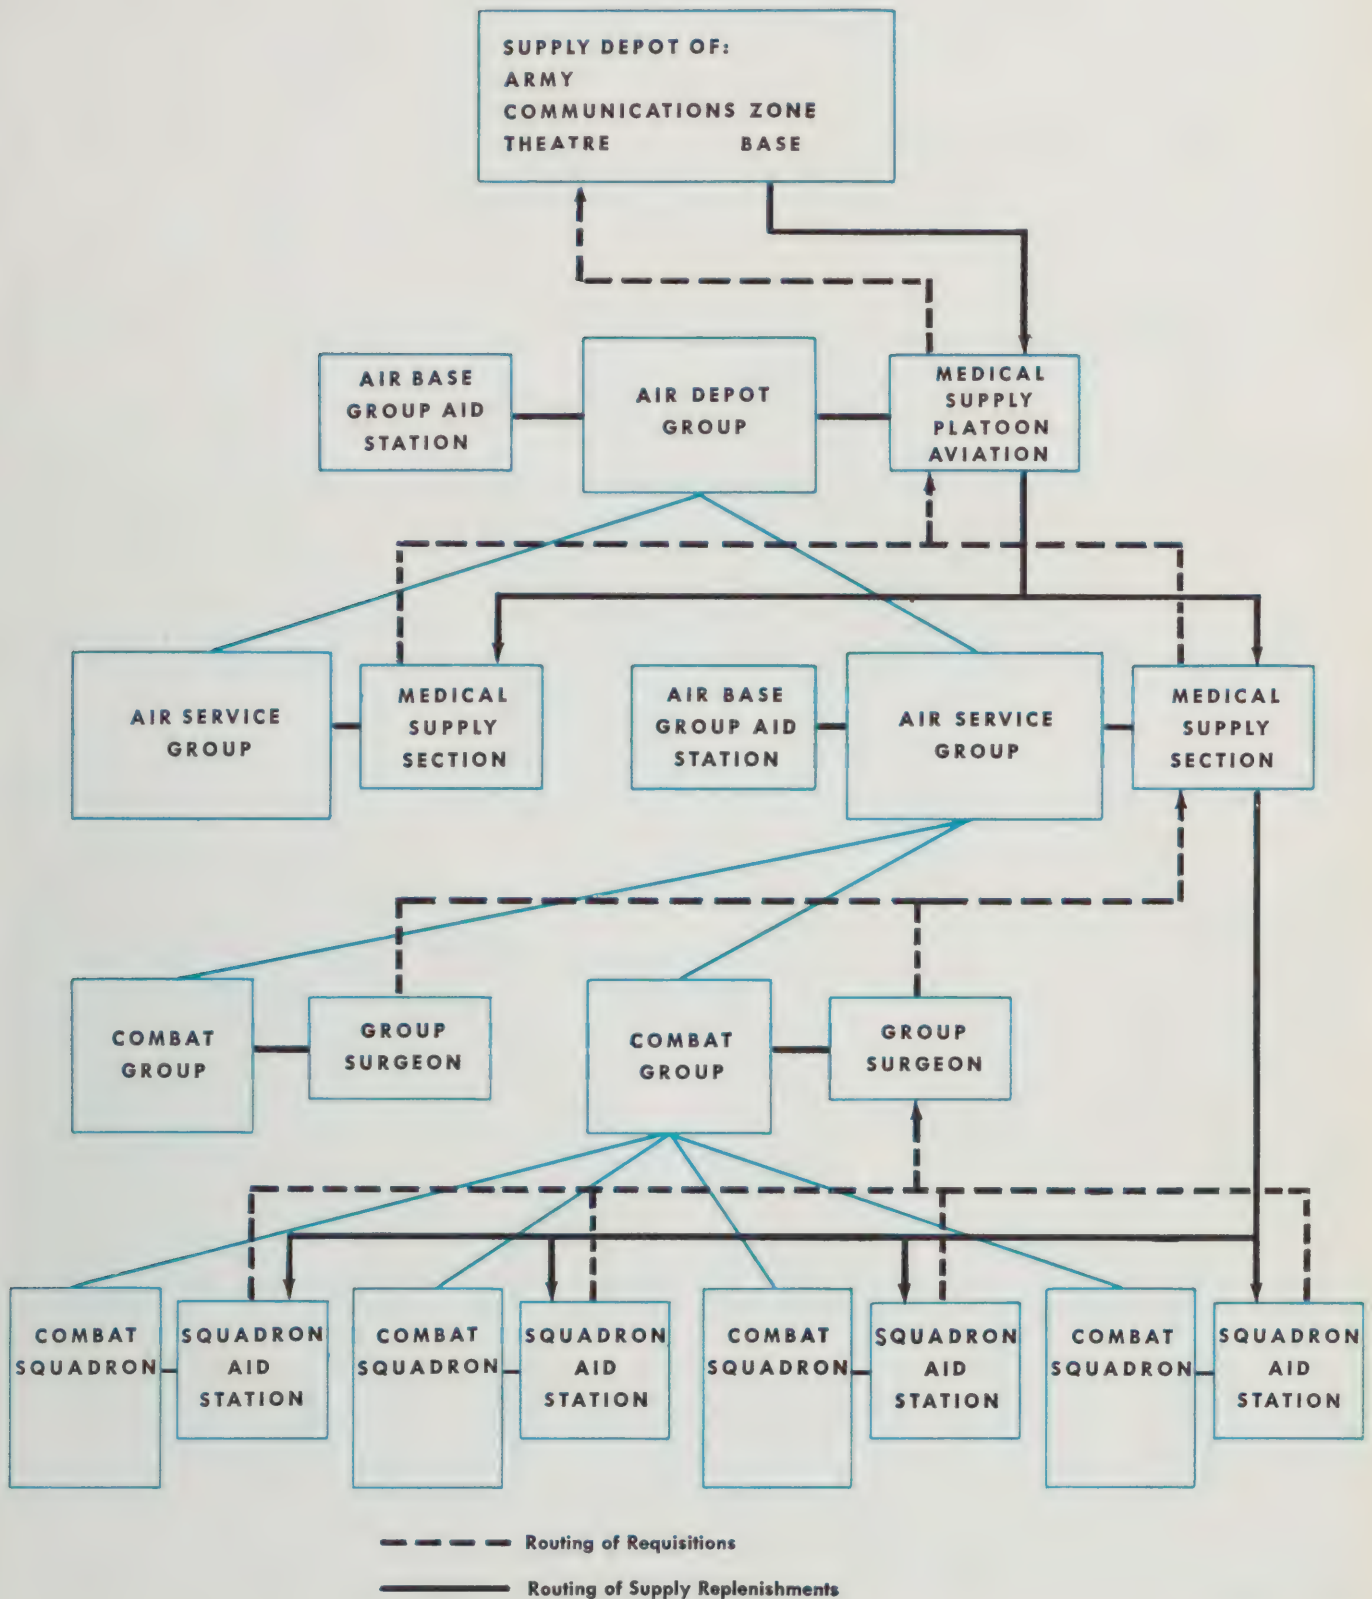 SUPPLY DEPOT OF:
ARMY
COMMUNICATIONS ZONE
THEATRE BASE
AIR BASE
GROUP AID
STATION
AIR DEPOT
GROUP
MEDICAL
SUPPLY
PLATOON
AVIATION
AIR SERVICE
GROUP
MEDICAL
SUPPLY
SECTION
AIR BASE
GROUP AID
STATION
AIR SERVICE
GROUP
MEDICAL
SUPPLY
SECTION
COMBAT
GROUP
GROUP
SURGEON
COMBAT
GROUP
GROUP
SURGEON
COMBAT
SQUADRON
SQUADRON
AID
STATION
COMBAT
SQUADRON
SQUADRON
AID
STATION
COMBAT
SQUADRON
SQUADRON
AID
STATION
COMBAT
SQUADRON
SQUADRON
AID
STATION
Routing of Requisitions
Routing of Supply Replenishments